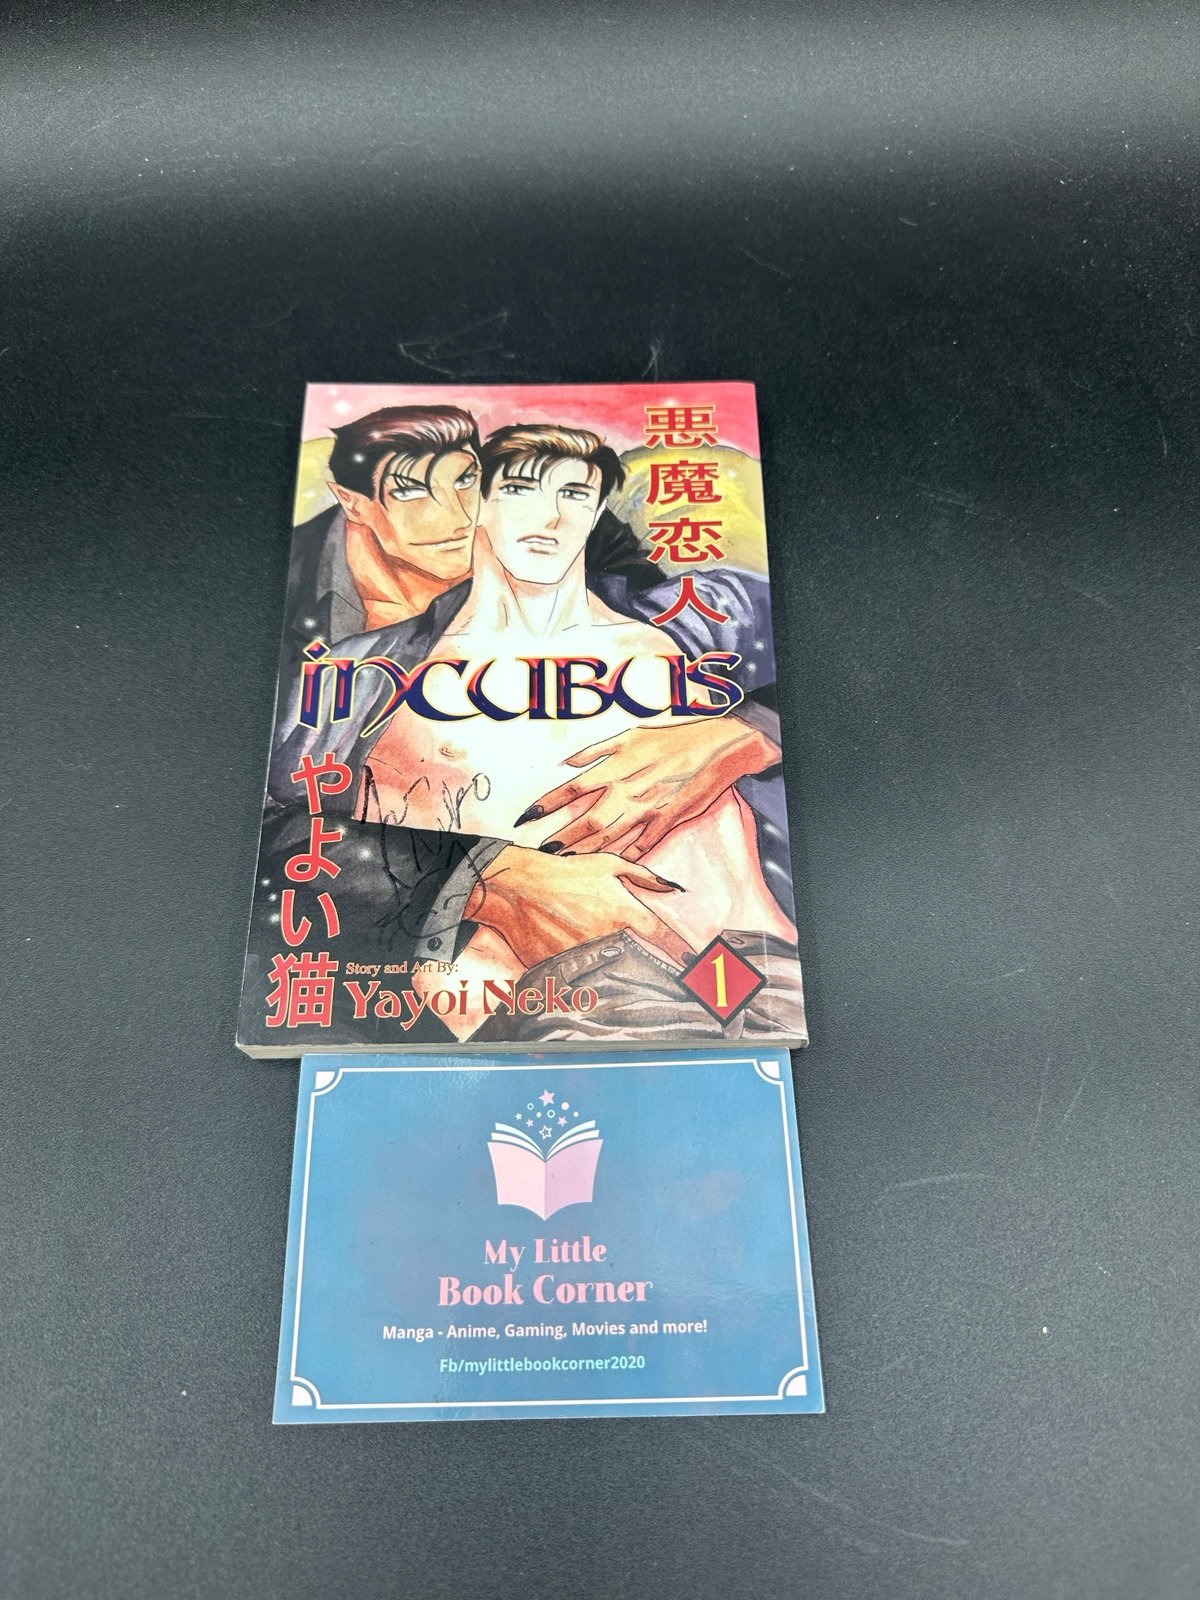 悪魔恋人
incubus
やよい猫
Story and Art By:
Yayoi Neko
1
My Little
Book Corner
Manga - Anime, Gaming, Movies and more!
Fb/mylittlebookcorner2020